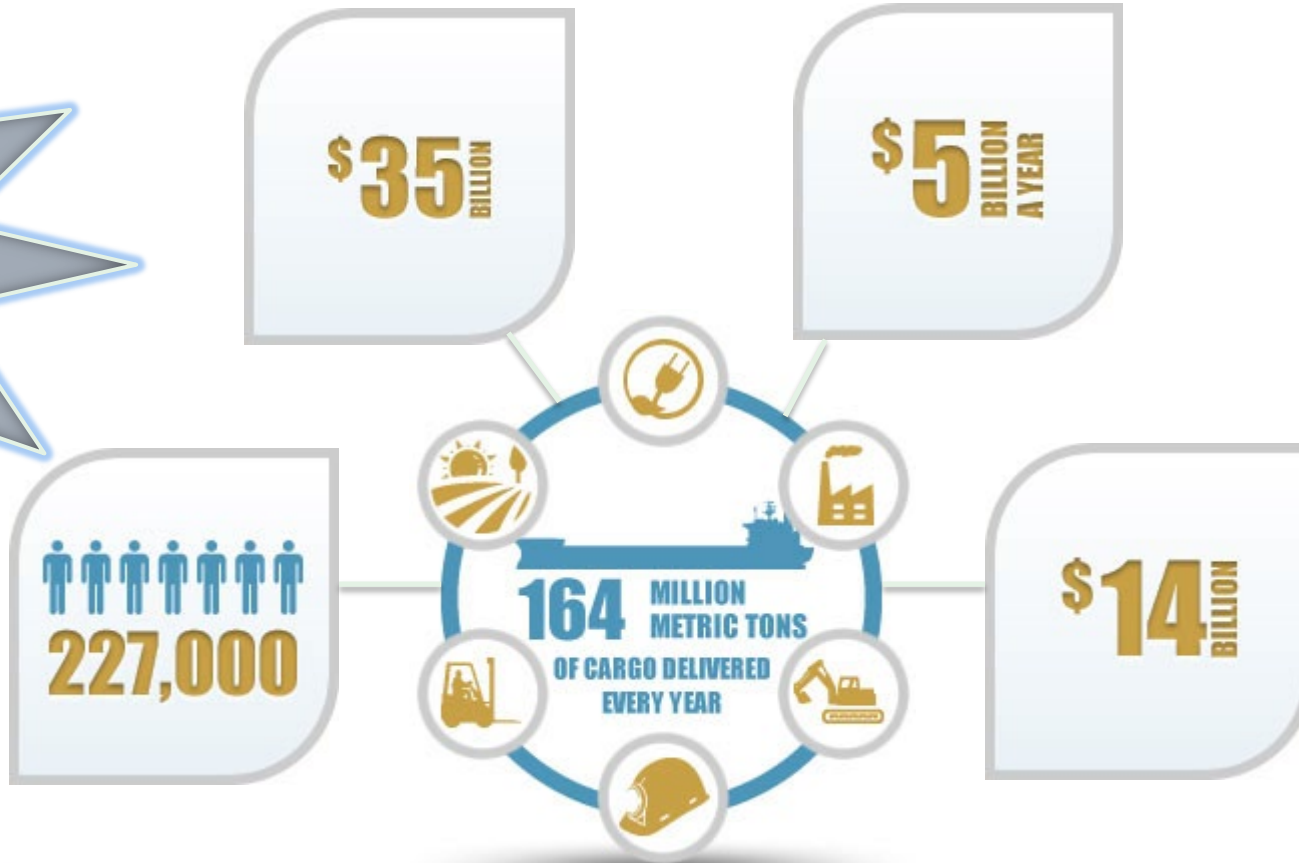 $35 BILLION
$5 BILLION
A YEAR
227,000
164 MILLION
METRIC TONS
OF CARGO DELIVERED
EVERY YEAR
$14 BILLION